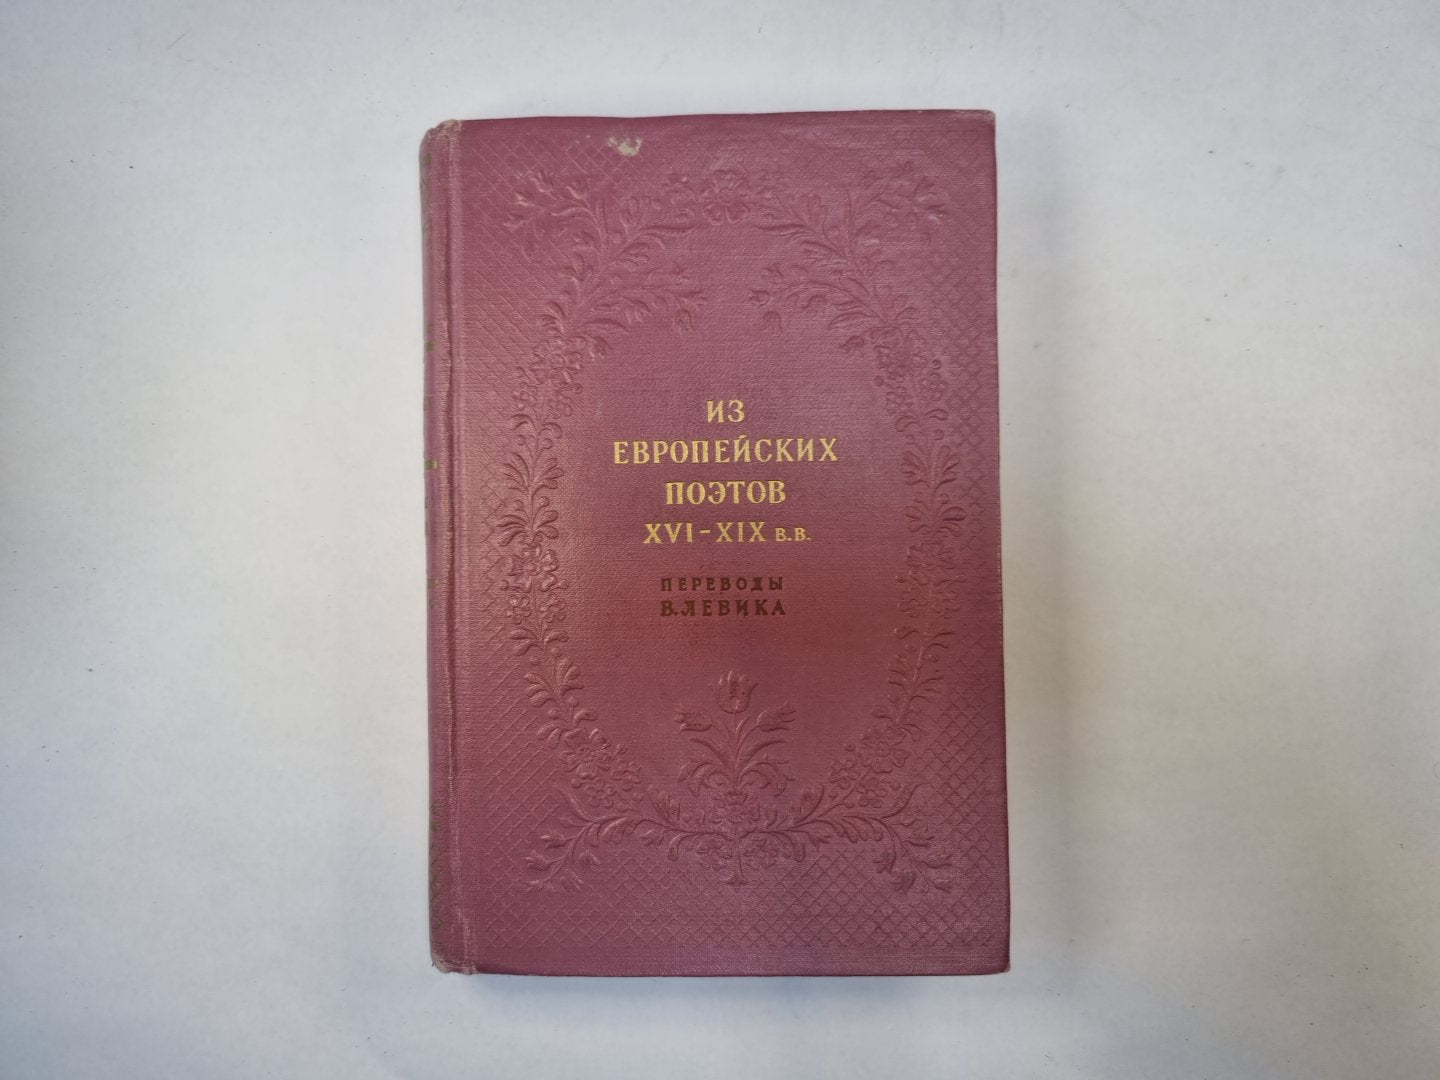 ИЗ
ЕВРОПЕЙСКИХ
ПОЭТОВ
XVI-XIX в.в.
ПЕРЕВОДЫ
В.ЛЕВИКА